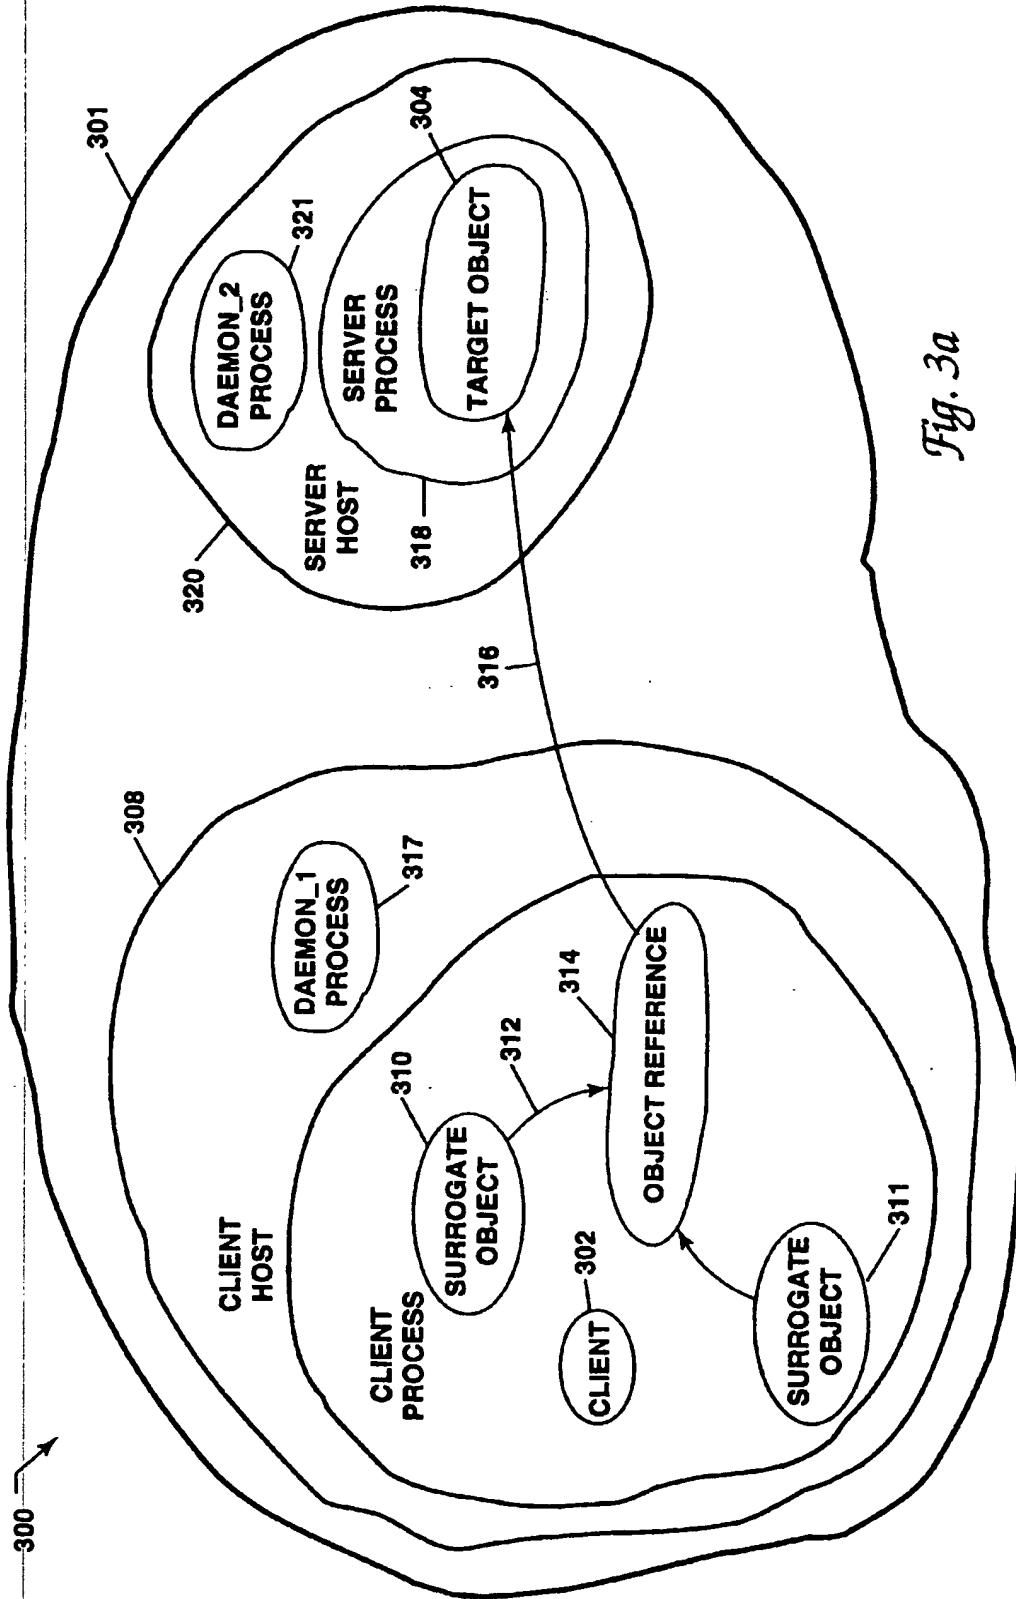 300
301
308
CLIENT
HOST
DAEMON_1
PROCESS
317
CLIENT
PROCESS
SURROGATE
OBJECT
310
312
CLIENT
302
OBJECT REFERENCE
314
SURROGATE
OBJECT
311
316
320
SERVER
HOST
DAEMON_2
PROCESS
321
SERVER
PROCESS
318
TARGET OBJECT
304
Fig. 3a